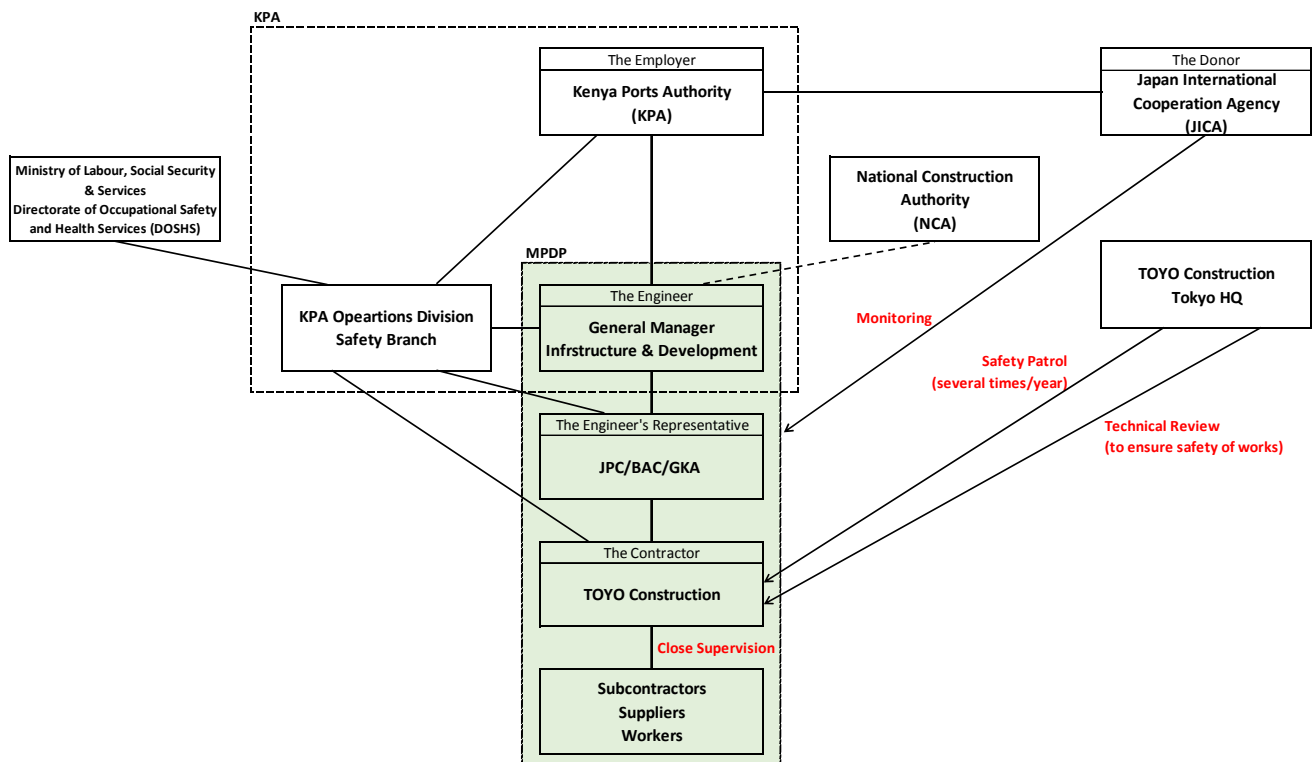 KPA
The Employer
Kenya Ports Authority
(KPA)
The Donor
Japan International
Cooperation Agency
(JICA)
Ministry of Labour, Social Security
& Services
Directorate of Occupational Safety
and Health Services (DOSHS)
National Construction
Authority
(NCA)
MPDP
TOYO Construction
Tokyo HQ
KPA Opeartions Division
Safety Branch
The Engineer
General Manager
Infrstructure & Development
Monitoring
Safety Patrol
(several times/year)
The Engineer's Representative
JPC/BAC/GKA
Technical Review
(to ensure safety of works)
The Contractor
TOYO Construction
Close Supervision
Subcontractors
Suppliers
Workers